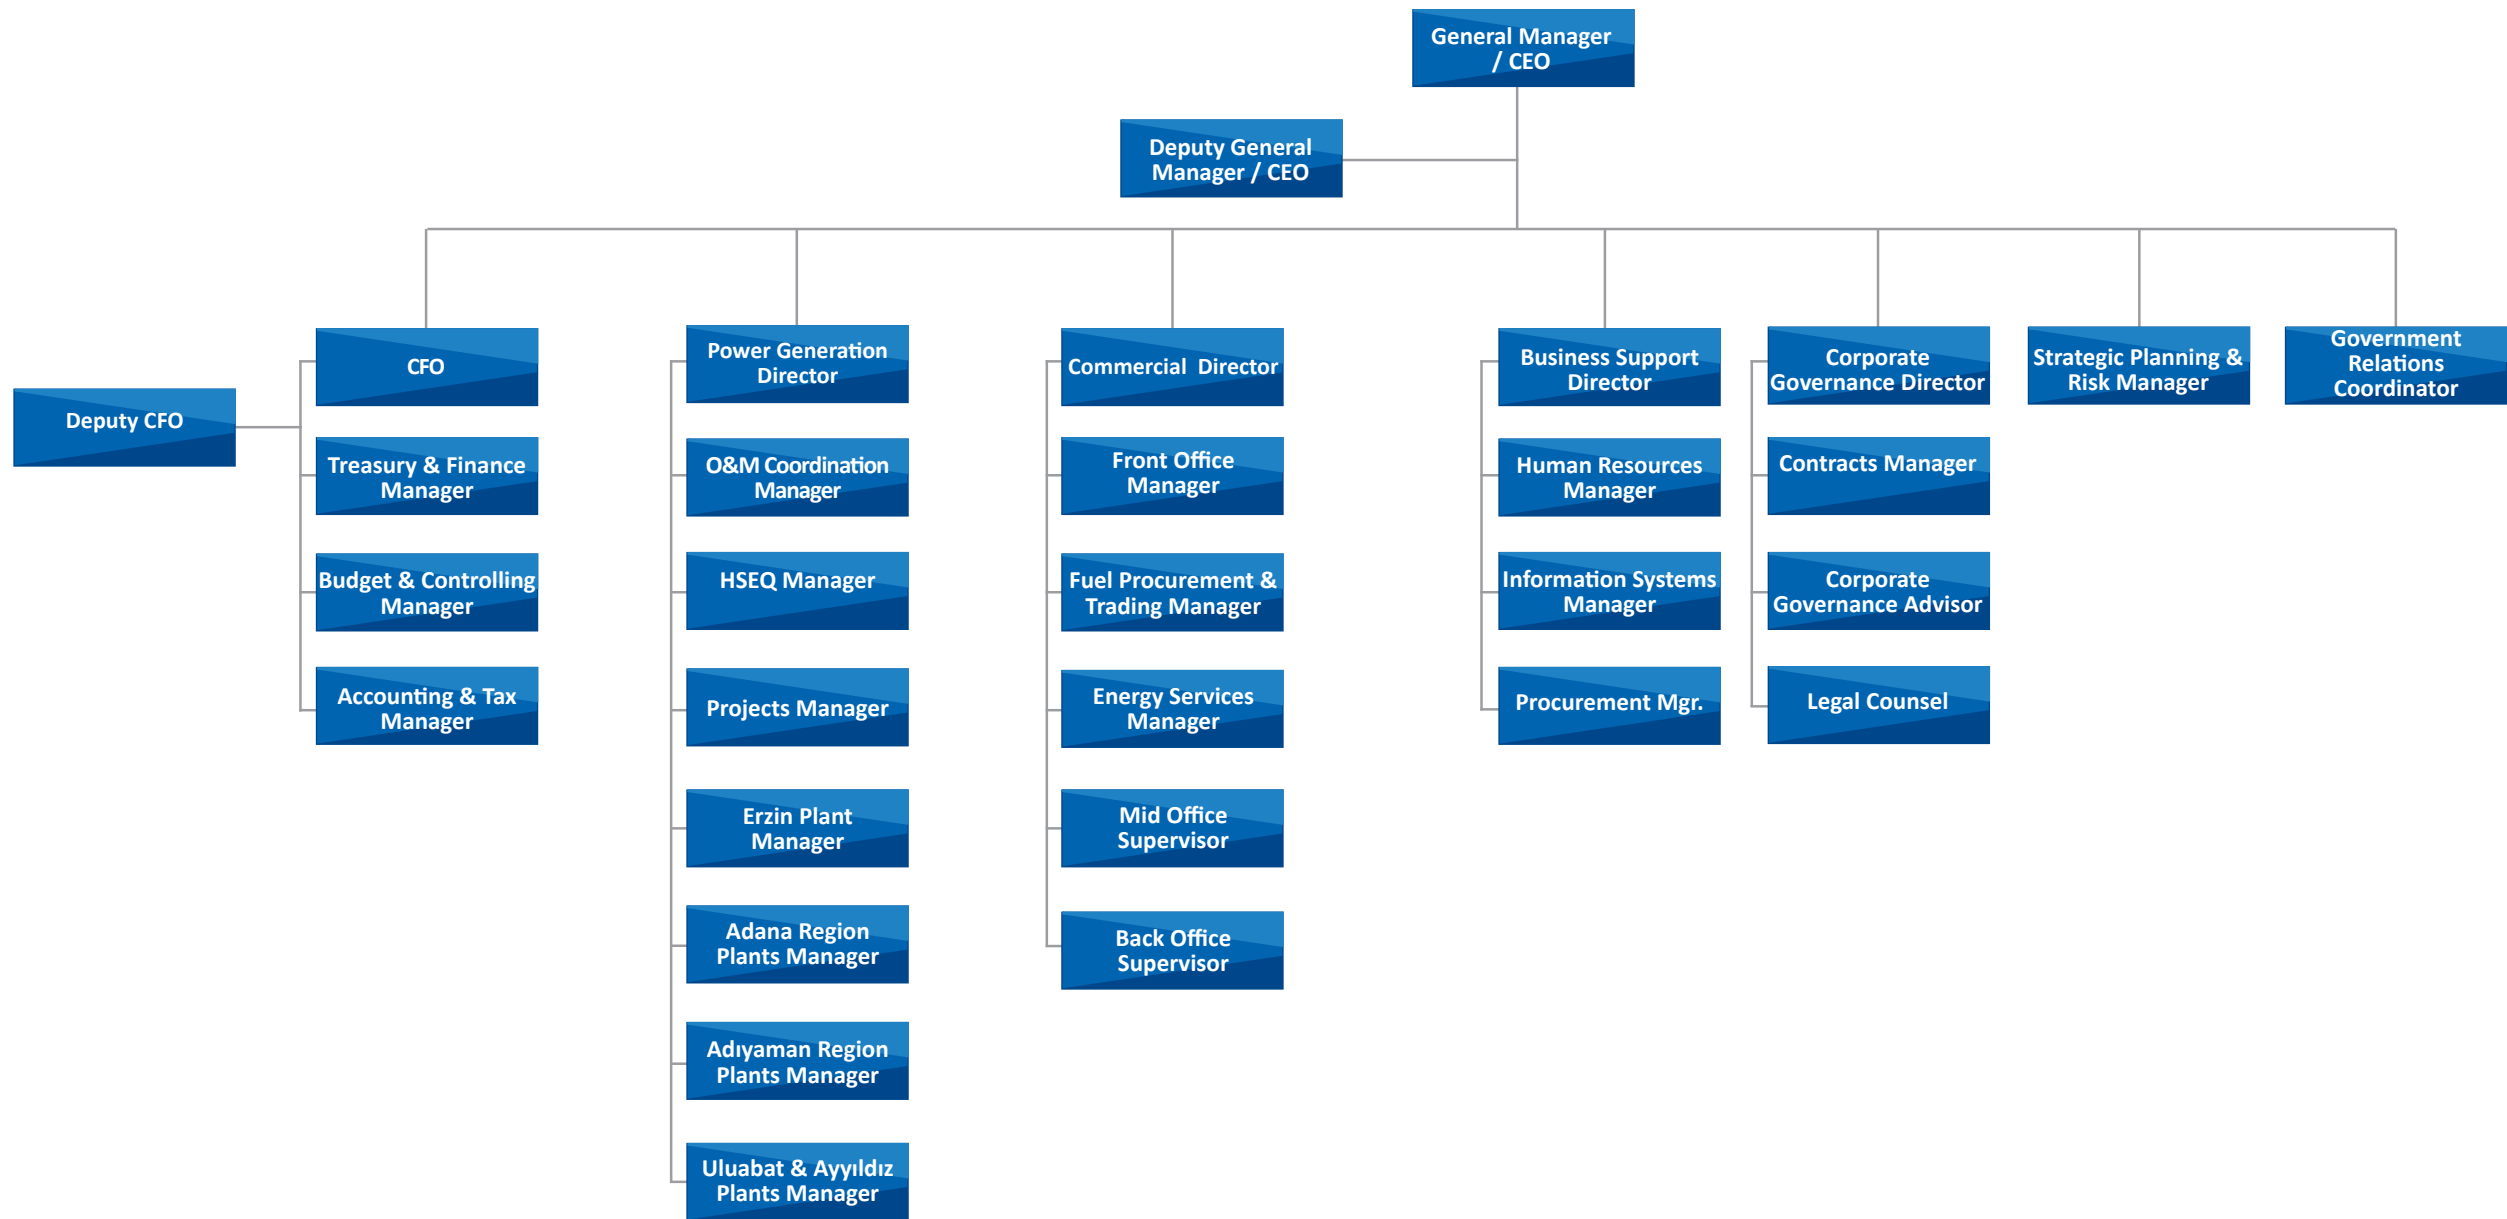 General Manager
/ CEO
Deputy General
Manager / CEO
CFO
Deputy CFO
Treasury & Finance
Manager
Budget & Controlling
Manager
Accounting & Tax
Manager
Power Generation
Director
O&M Coordination
Manager
HSEQ Manager
Projects Manager
Erzin Plant
Manager
Adana Region
Plants Manager
Adıyaman Region
Plants Manager
Uluabat & Ayyıldız
Plants Manager
Commercial Director
Front Office
Manager
Fuel Procurement &
Trading Manager
Energy Services
Manager
Mid Office
Supervisor
Back Office
Supervisor
Business Support
Director
Human Resources
Manager
Information Systems
Manager
Procurement Mgr.
Corporate
Governance Director
Contracts Manager
Corporate
Governance Advisor
Legal Counsel
Strategic Planning &
Risk Manager
Government
Relations
Coordinator